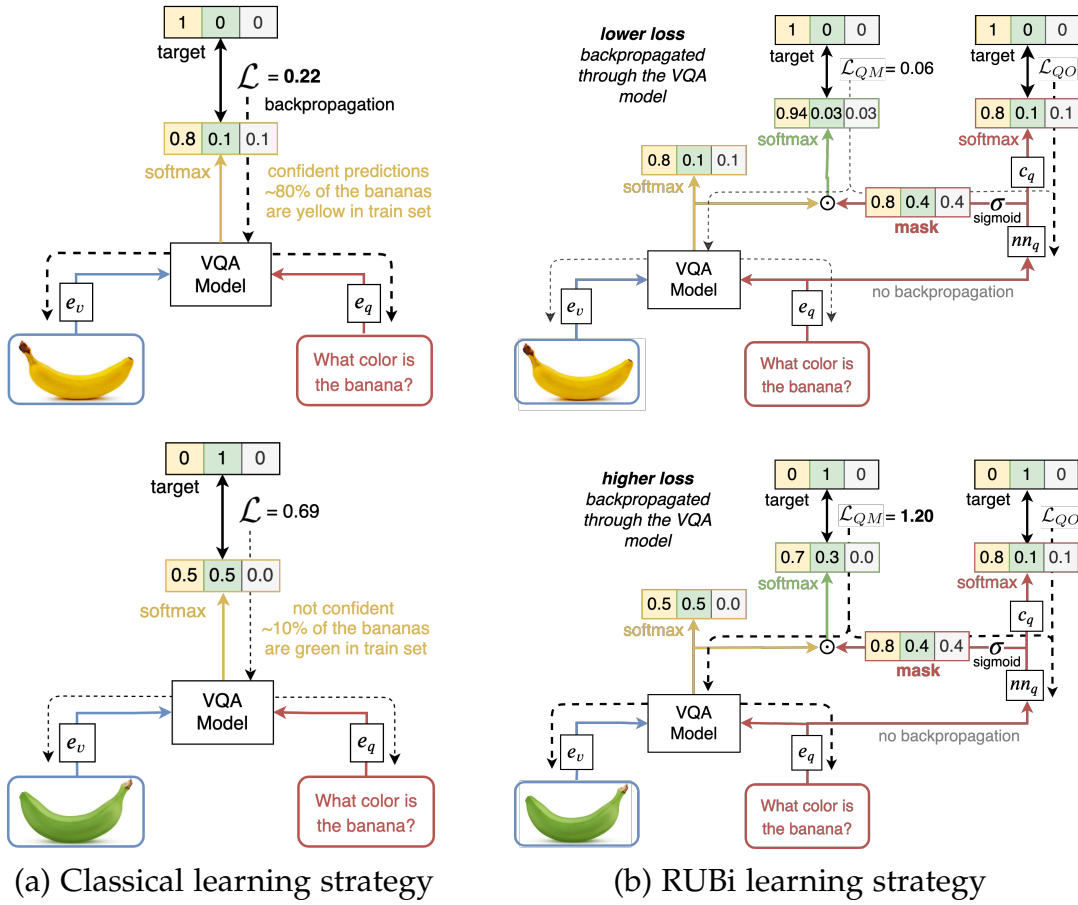 1 0 0
target
ℒ = 0.22
backpropagation
0.8 0.1 0.1
softmax
confident predictions
~80% of the bananas
are yellow in train set
VQA
Model
e_v
e_q
What color is
the banana?
0 1 0
target
ℒ = 0.69
0.5 0.5 0.0
softmax
not confident
~10% of the bananas
are green in train set
VQA
Model
e_v
e_q
What color is
the banana?
(a) Classical learning strategy
lower loss
backpropagated
through the VQA
model
1 0 0
target
ℒ_QM = 0.06
0.94 0.03 0.03
softmax
1 0 0
target
ℒ_QO
0.8 0.1 0.1
softmax
c_q
0.8 0.1 0.1
softmax
⊙
0.8 0.4 0.4
mask
σ
sigmoid
nn_q
VQA
Model
no backpropagation
e_v
e_q
What color is
the banana?
higher loss
backpropagated
through the VQA
model
0 1 0
target
ℒ_QM = 1.20
0.7 0.3 0.0
softmax
0 1 0
target
ℒ_QO
0.8 0.1 0.1
softmax
c_q
0.5 0.5 0.0
softmax
⊙
0.8 0.4 0.4
mask
σ
sigmoid
nn_q
VQA
Model
no backpropagation
e_v
e_q
What color is
the banana?
(b) RUBi learning strategy